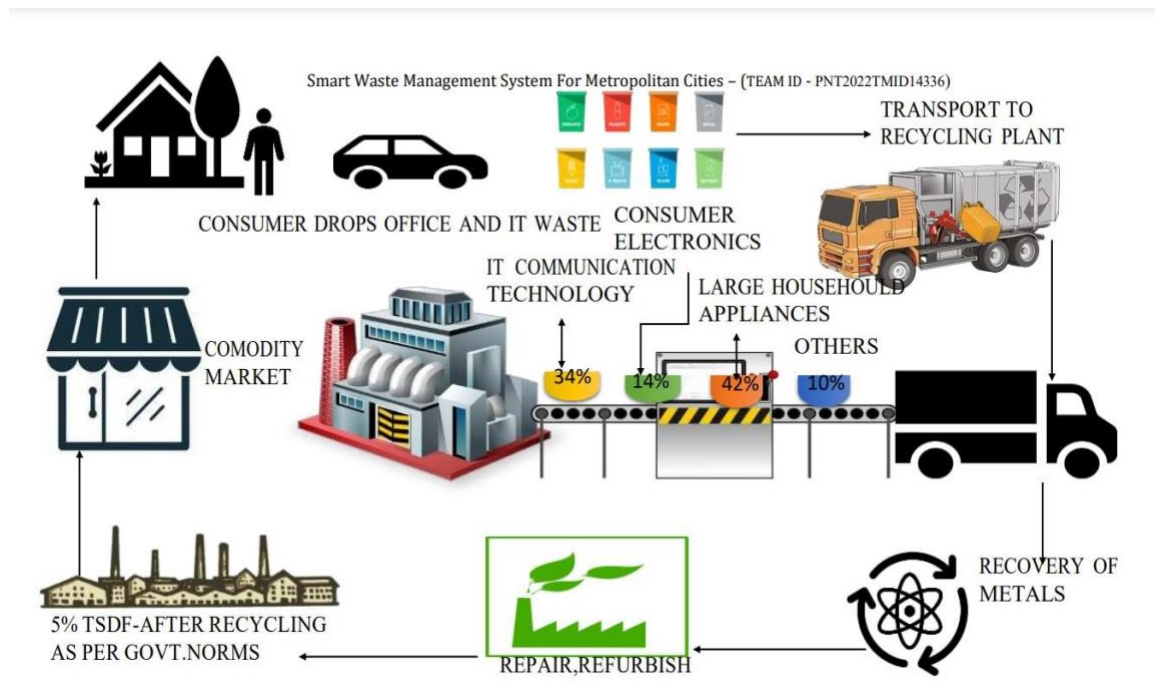 Smart Waste Management System For Metropolitan Cities – (TEAM ID - PNT2022TMID14336)
TRANSPORT TO
RECYCLING PLANT
CONSUMER DROPS OFFICE AND IT WASTE
CONSUMER
ELECTRONICS
IT COMMUNICATION
TECHNOLOGY
LARGE HOUSEHOULD
APPLIANCES
OTHERS
COMODITY
MARKET
34%
14%
42%
10%
RECOVERY OF
METALS
REPAIR,REFURBISH
5% TSDF-AFTER RECYCLING
AS PER GOVT.NORMS